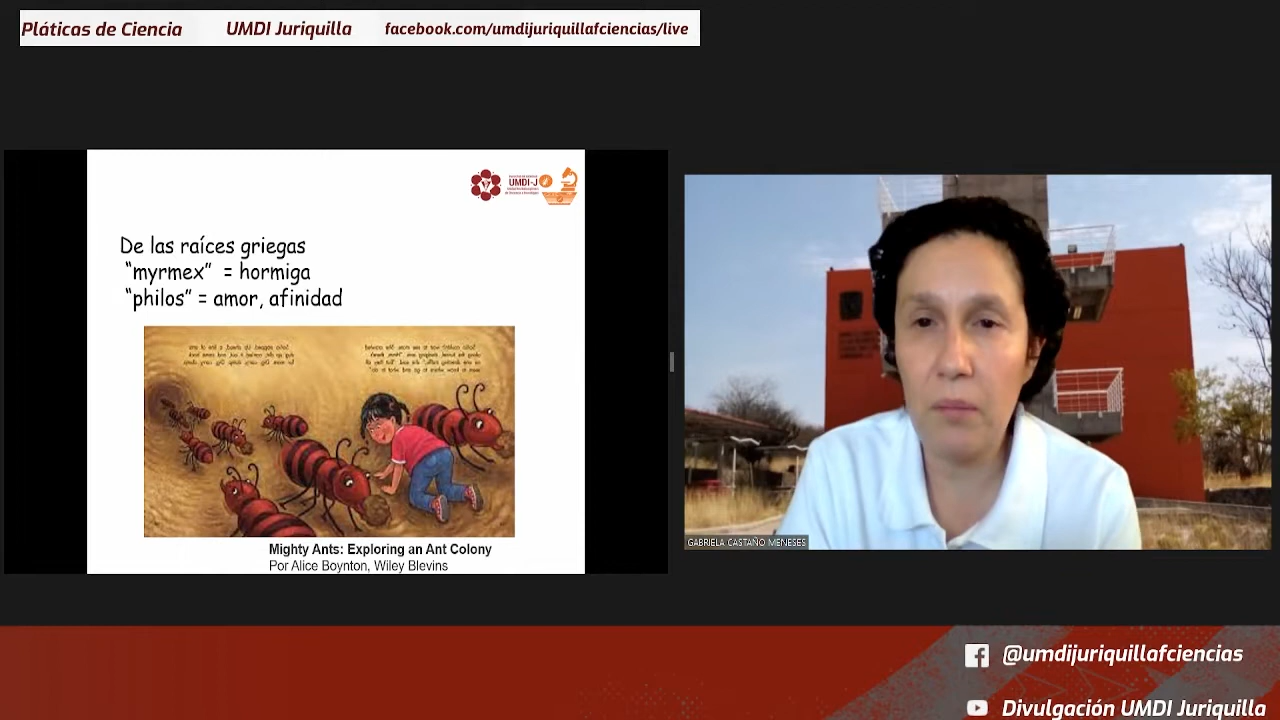 Pláticas de Ciencia UMDI Juriquilla facebook.com/umdijuriquillafciencias/live
UMDI-J
De las raíces griegas
“myrmex” = hormiga
“philos” = amor, afinidad
Mighty Ants: Exploring an Ant Colony
Por Alice Boynton, Wiley Blevins
GABRIELA CASTAÑO MENESES
@umdijuriquillafciencias
Divulgación UMDI Juriquilla